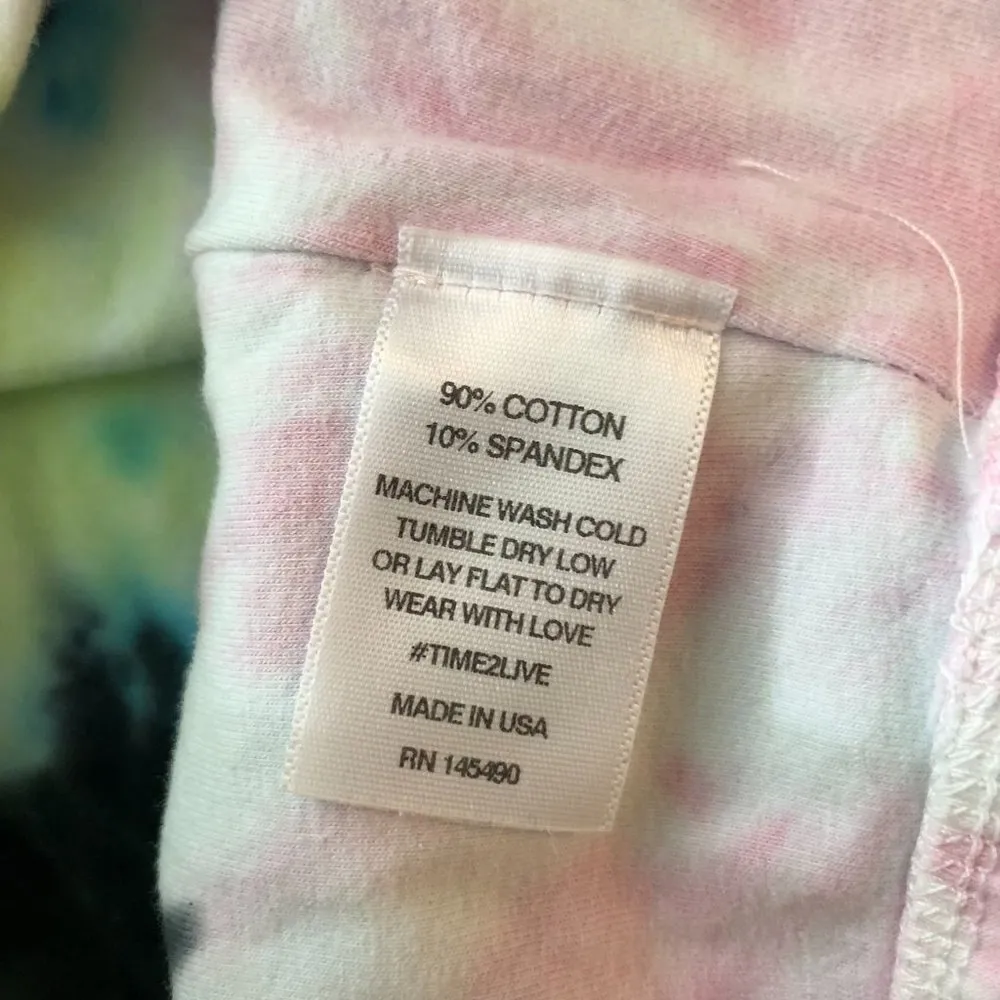 90% COTTON
10% SPANDEX
MACHINE WASH COLD
TUMBLE DRY LOW
OR LAY FLAT TO DRY
WEAR WITH LOVE
#TIME2LIVE
MADE IN USA
RN 145490